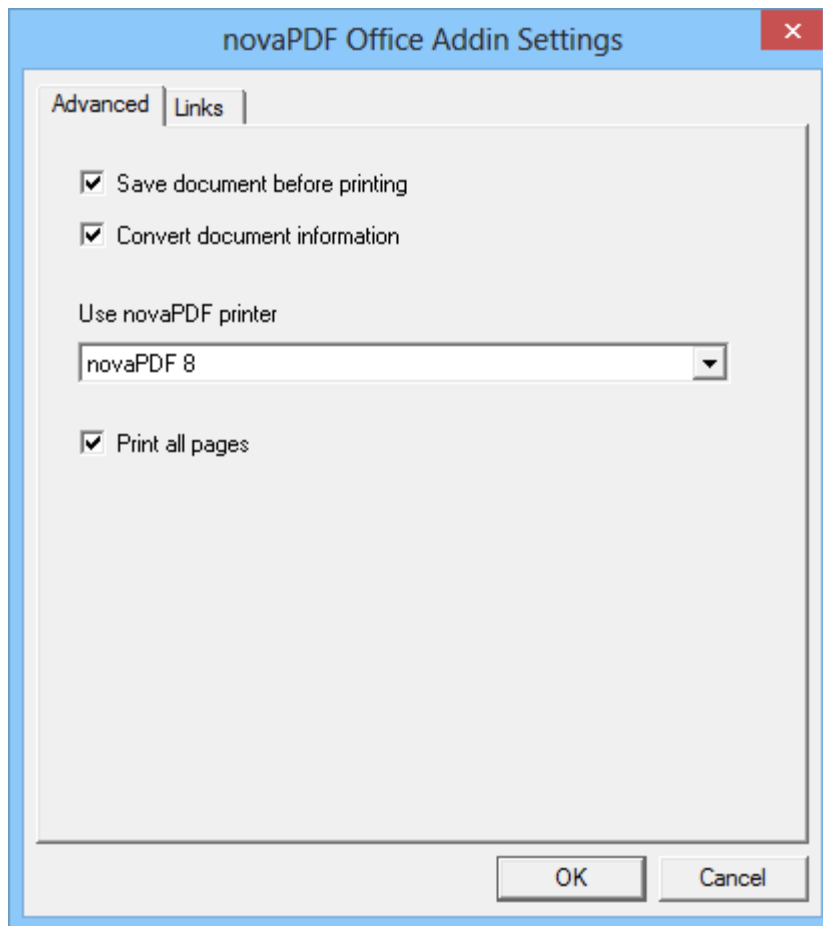 novaPDF Office Addin Settings
Advanced
Links
Save document before printing
Convert document information
Use novaPDF printer
novaPDF 8
Print all pages
OK
Cancel